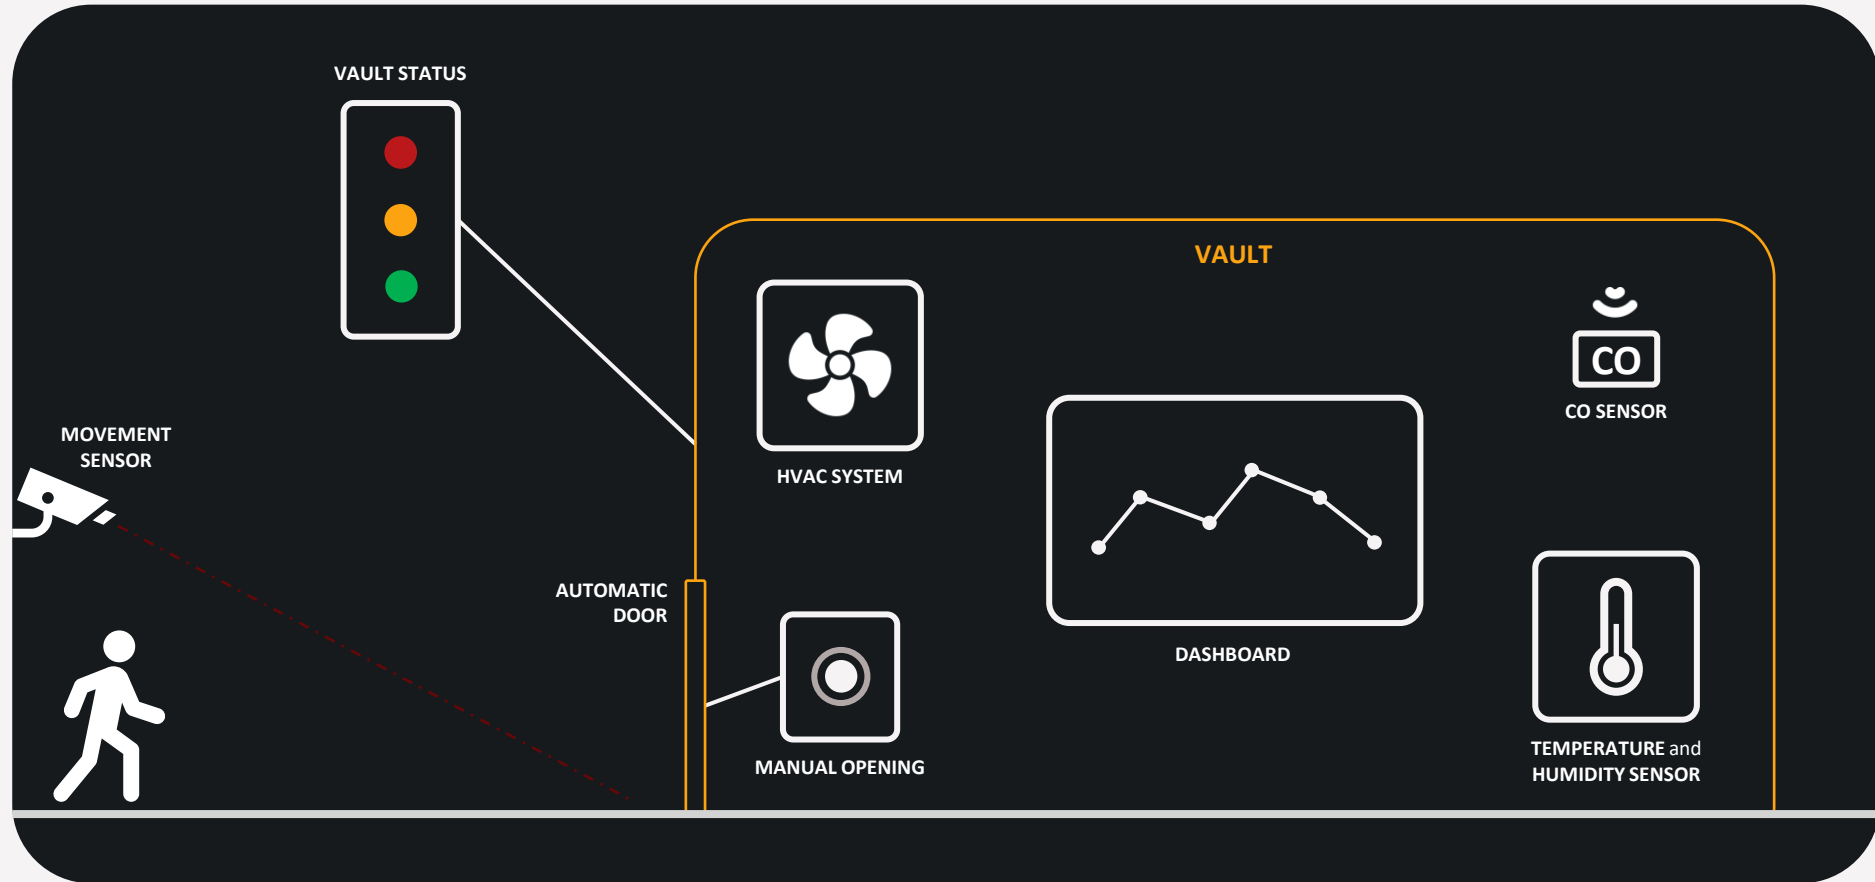 VAULT STATUS
VAULT
CO
CO SENSOR
MOVEMENT
SENSOR
HVAC SYSTEM
AUTOMATIC
DOOR
DASHBOARD
MANUAL OPENING
TEMPERATURE and
HUMIDITY SENSOR